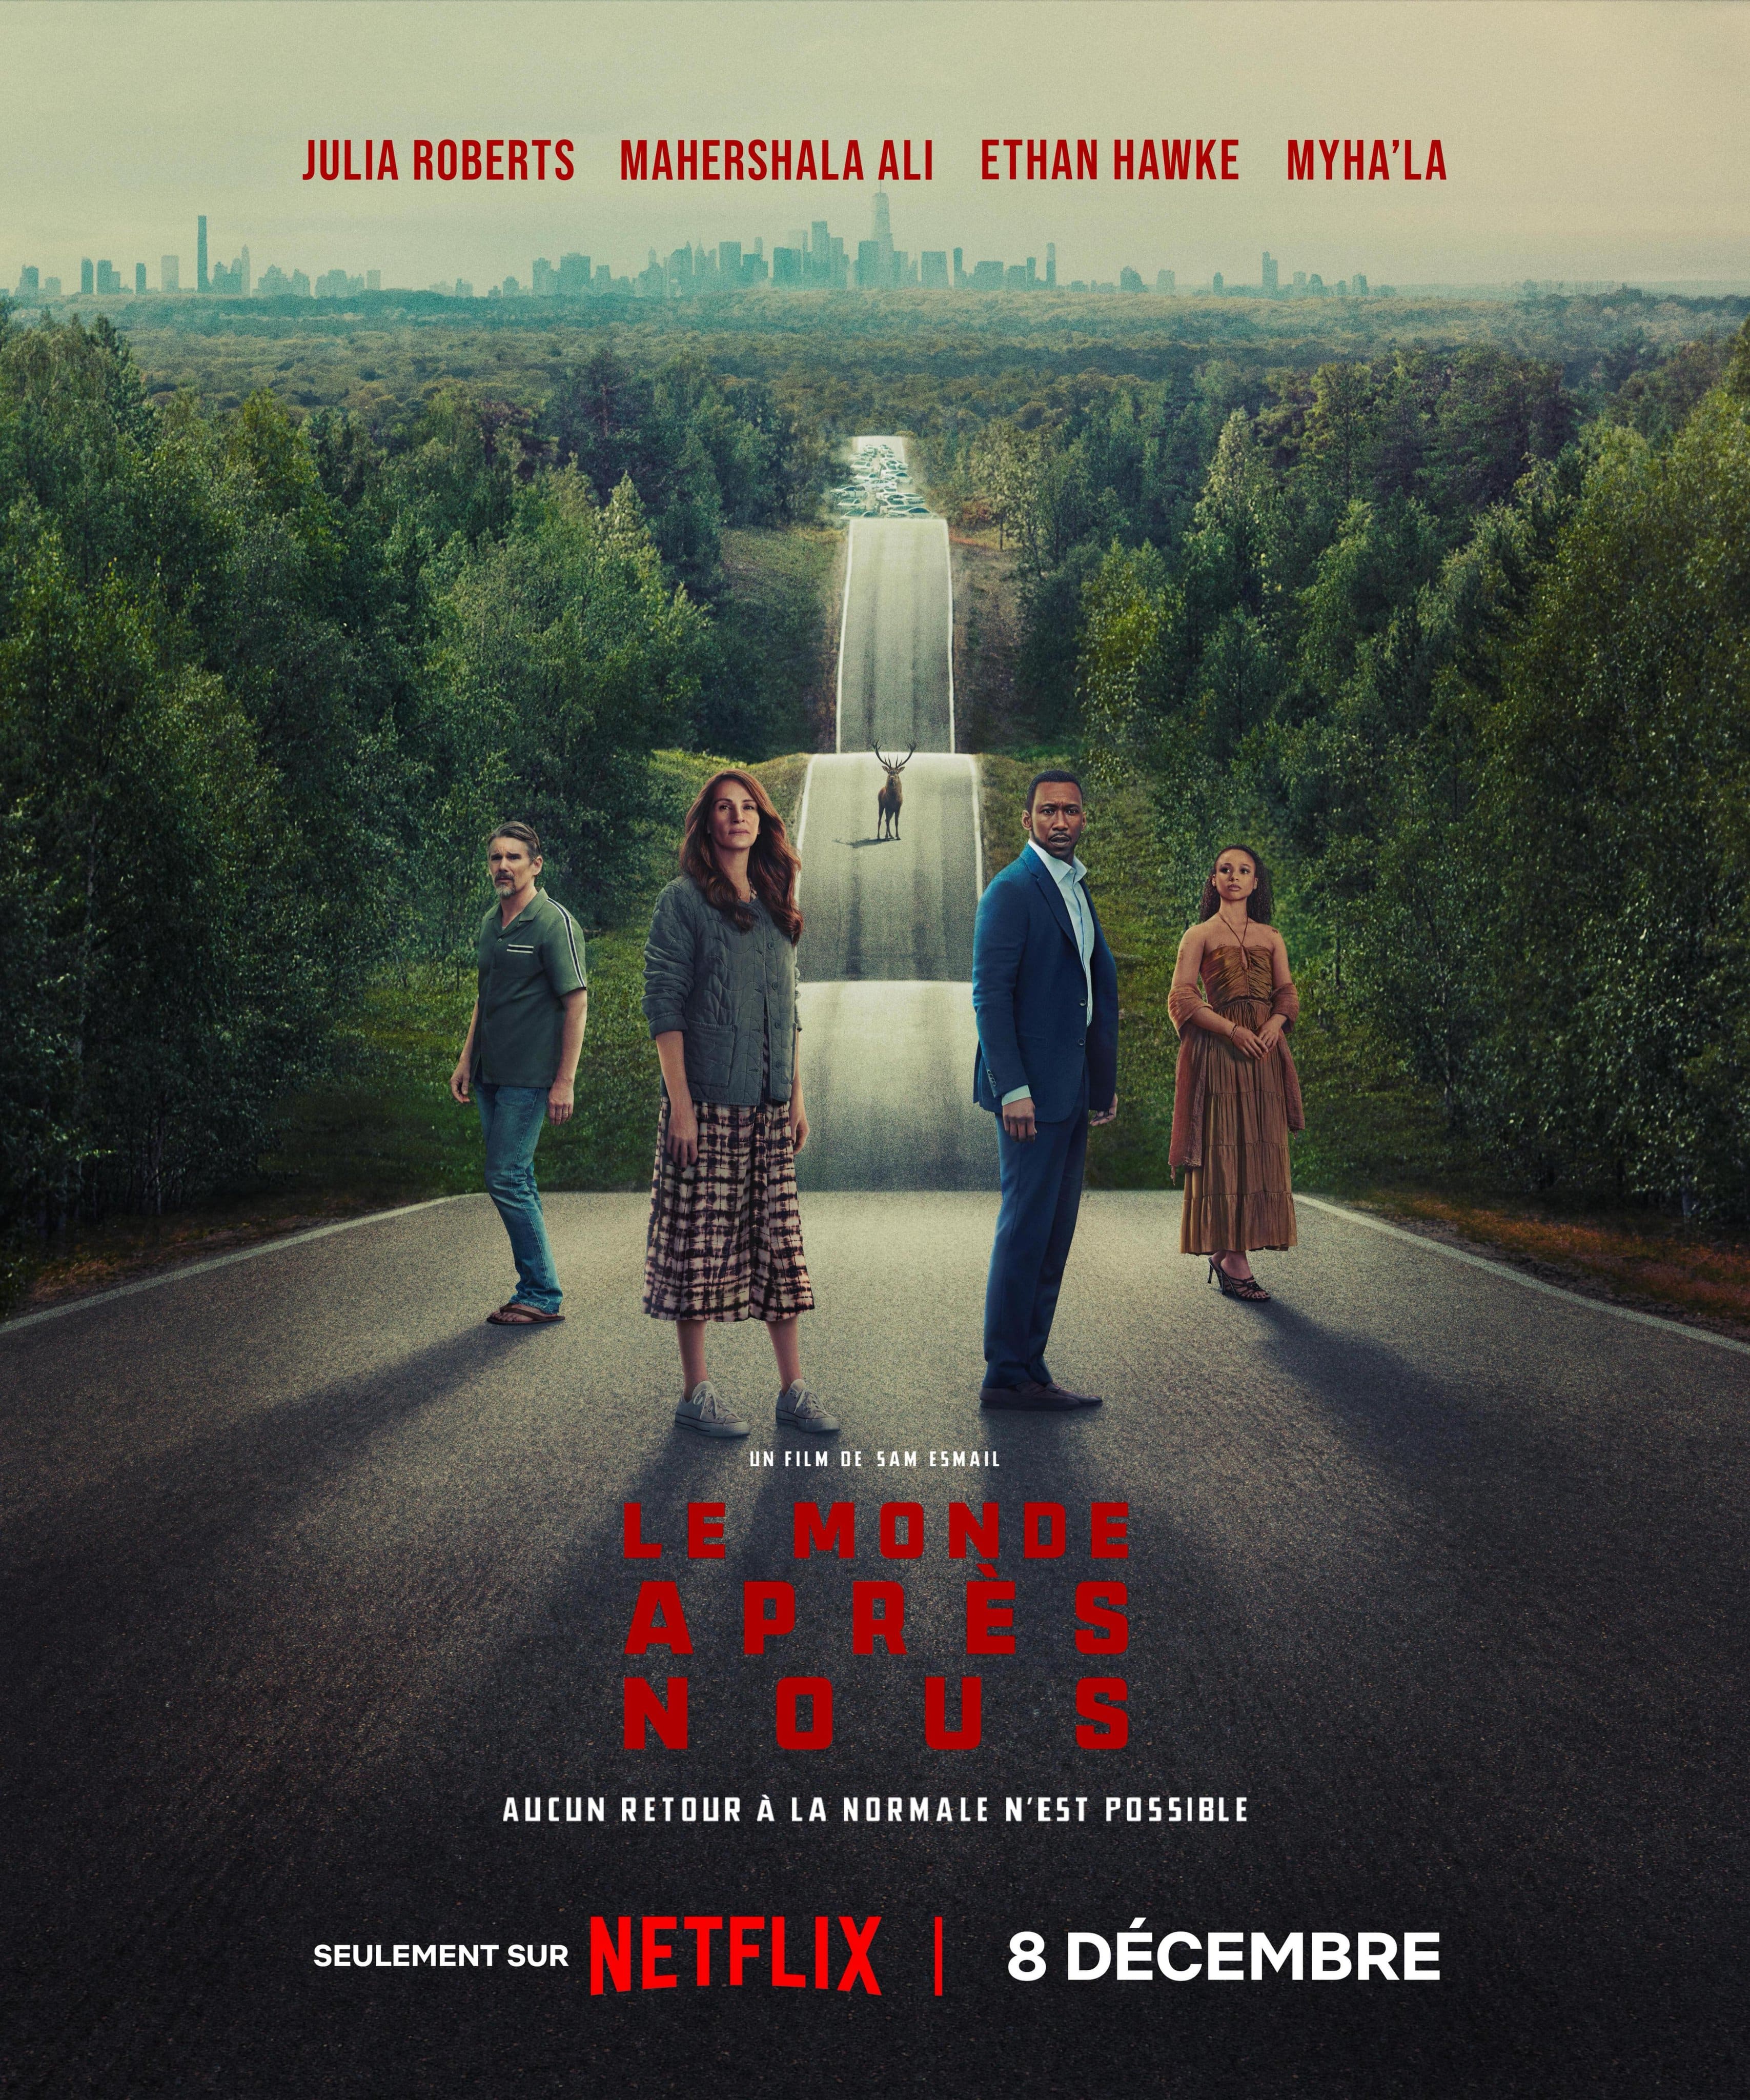 JULIA ROBERTS MAHERSHALA ALI ETHAN HAWKE MYHA'LA
UN FILM DE SAM ESMAIL
LE MONDE
APRÈS
NOUS
AUCUN RETOUR À LA NORMALE N'EST POSSIBLE
SEULEMENT SUR NETFLIX | 8 DÉCEMBRE